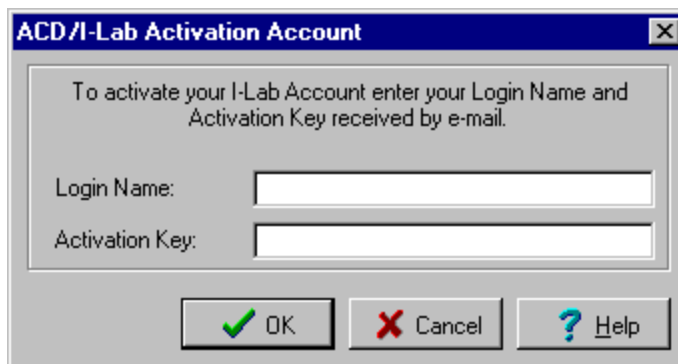 ACD/I-Lab Activation Account
To activate your I-Lab Account enter your Login Name and
Activation Key received by e-mail.
Login Name:
Activation Key:
OK Cancel Help